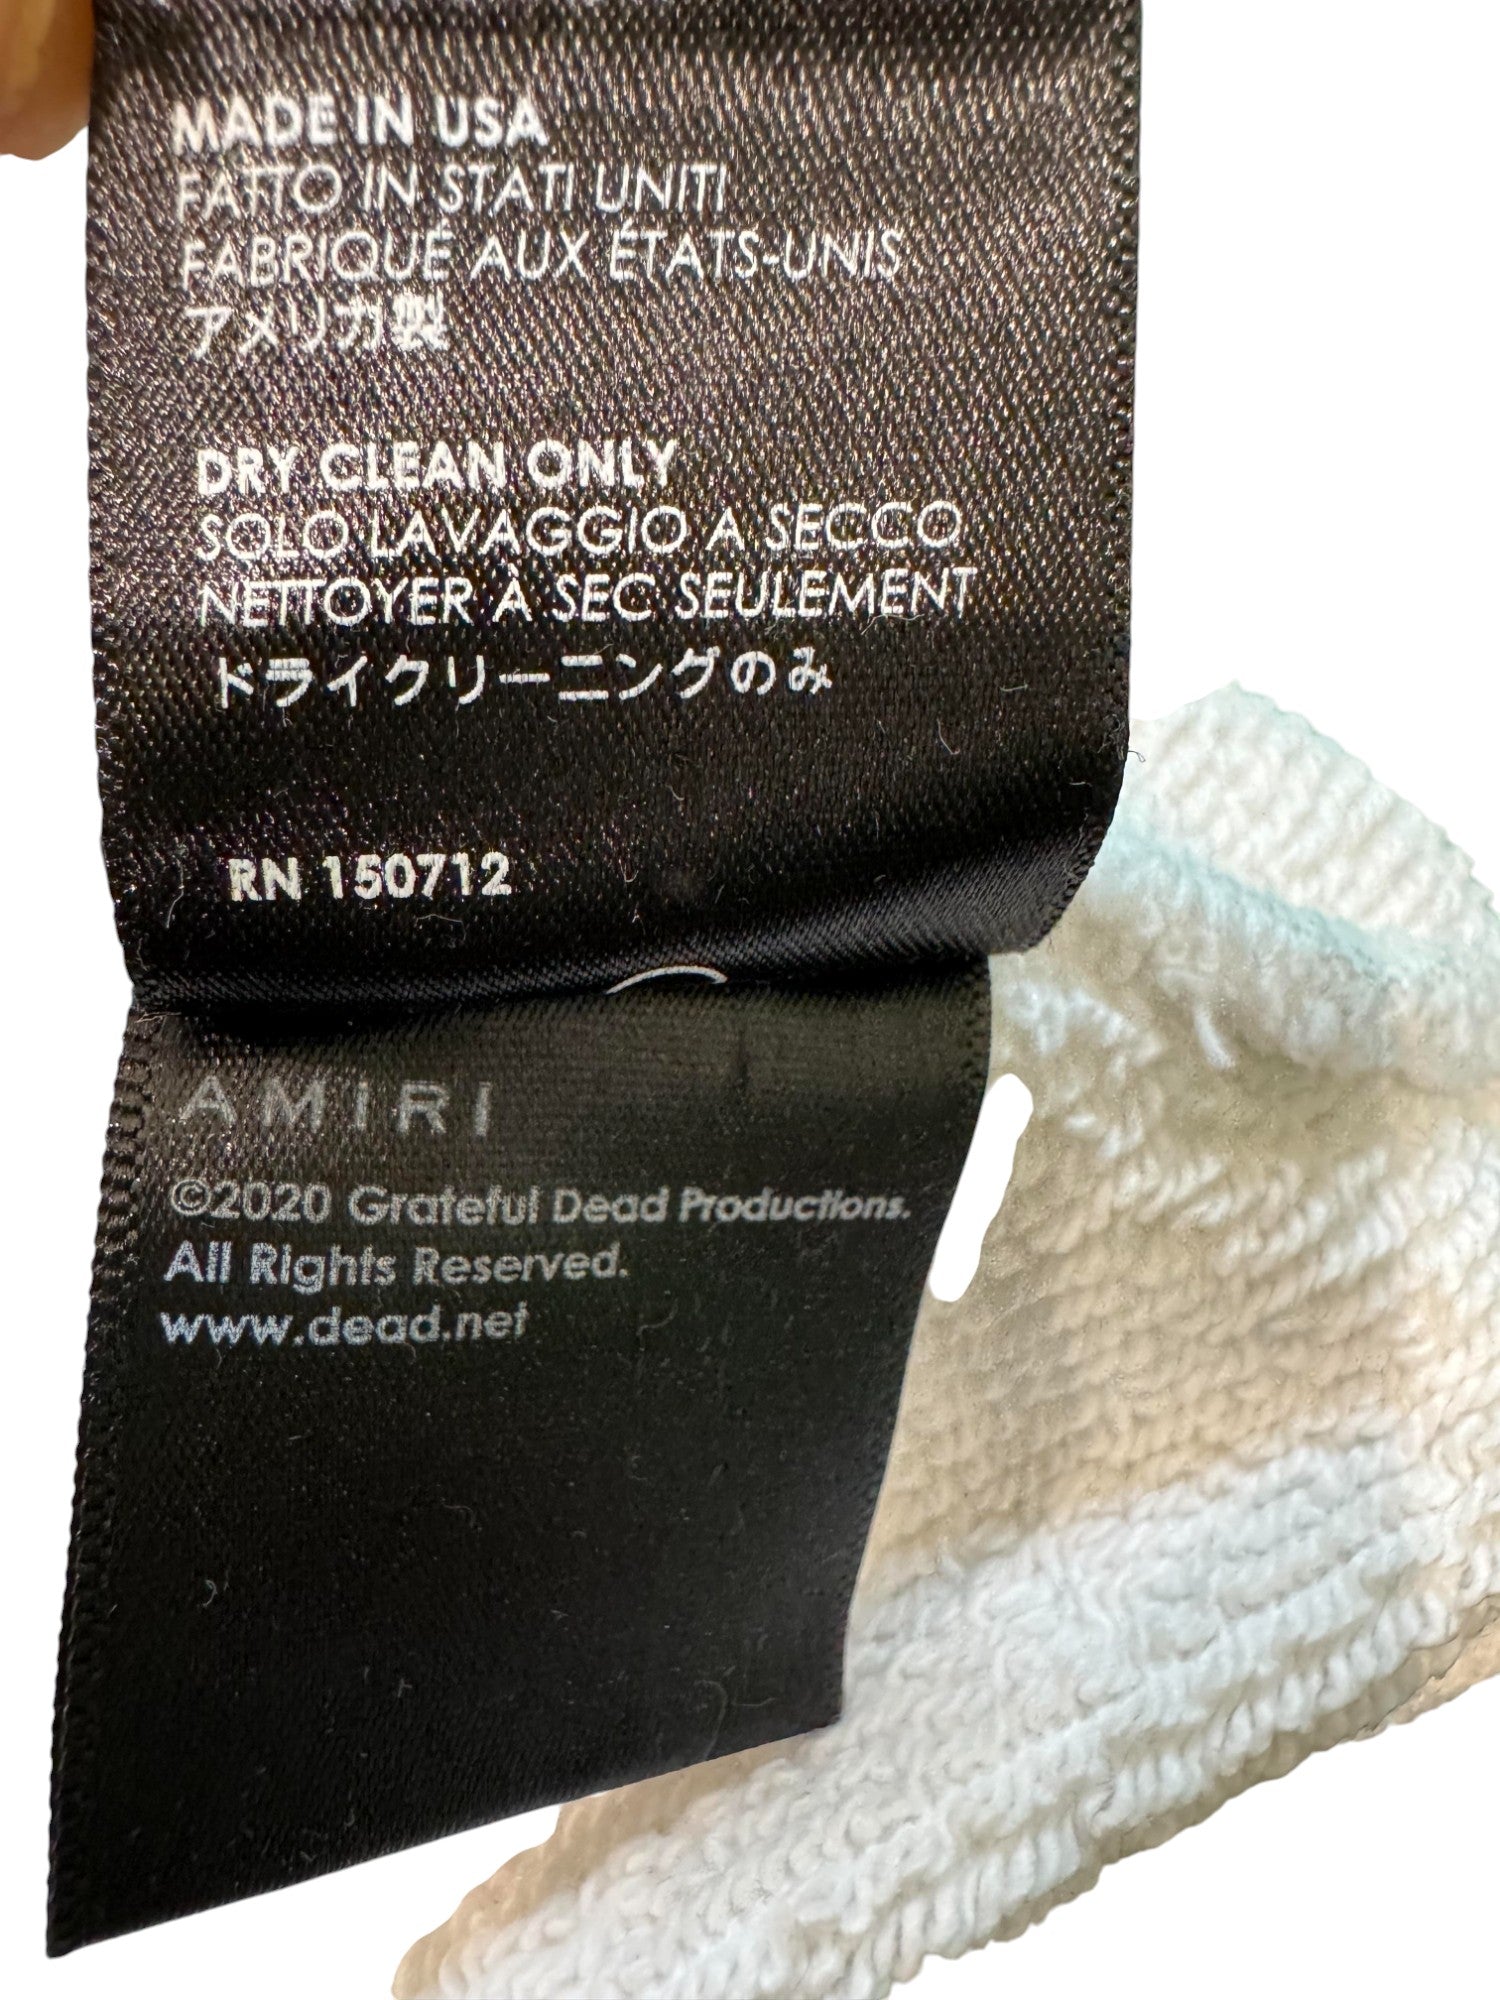 MADE IN USA
FATTO IN STATI UNITI
FABRIQUÉ AUX ÉTATS-UNIS
アメリカ製
DRY CLEAN ONLY
SOLO LAVAGGIO A SECCO
NETTOYER À SEC SEULEMENT
ドライクリーニングのみ
RN 150712
AMIRI
©2020 Grateful Dead Productions.
All Rights Reserved.
www.dead.net